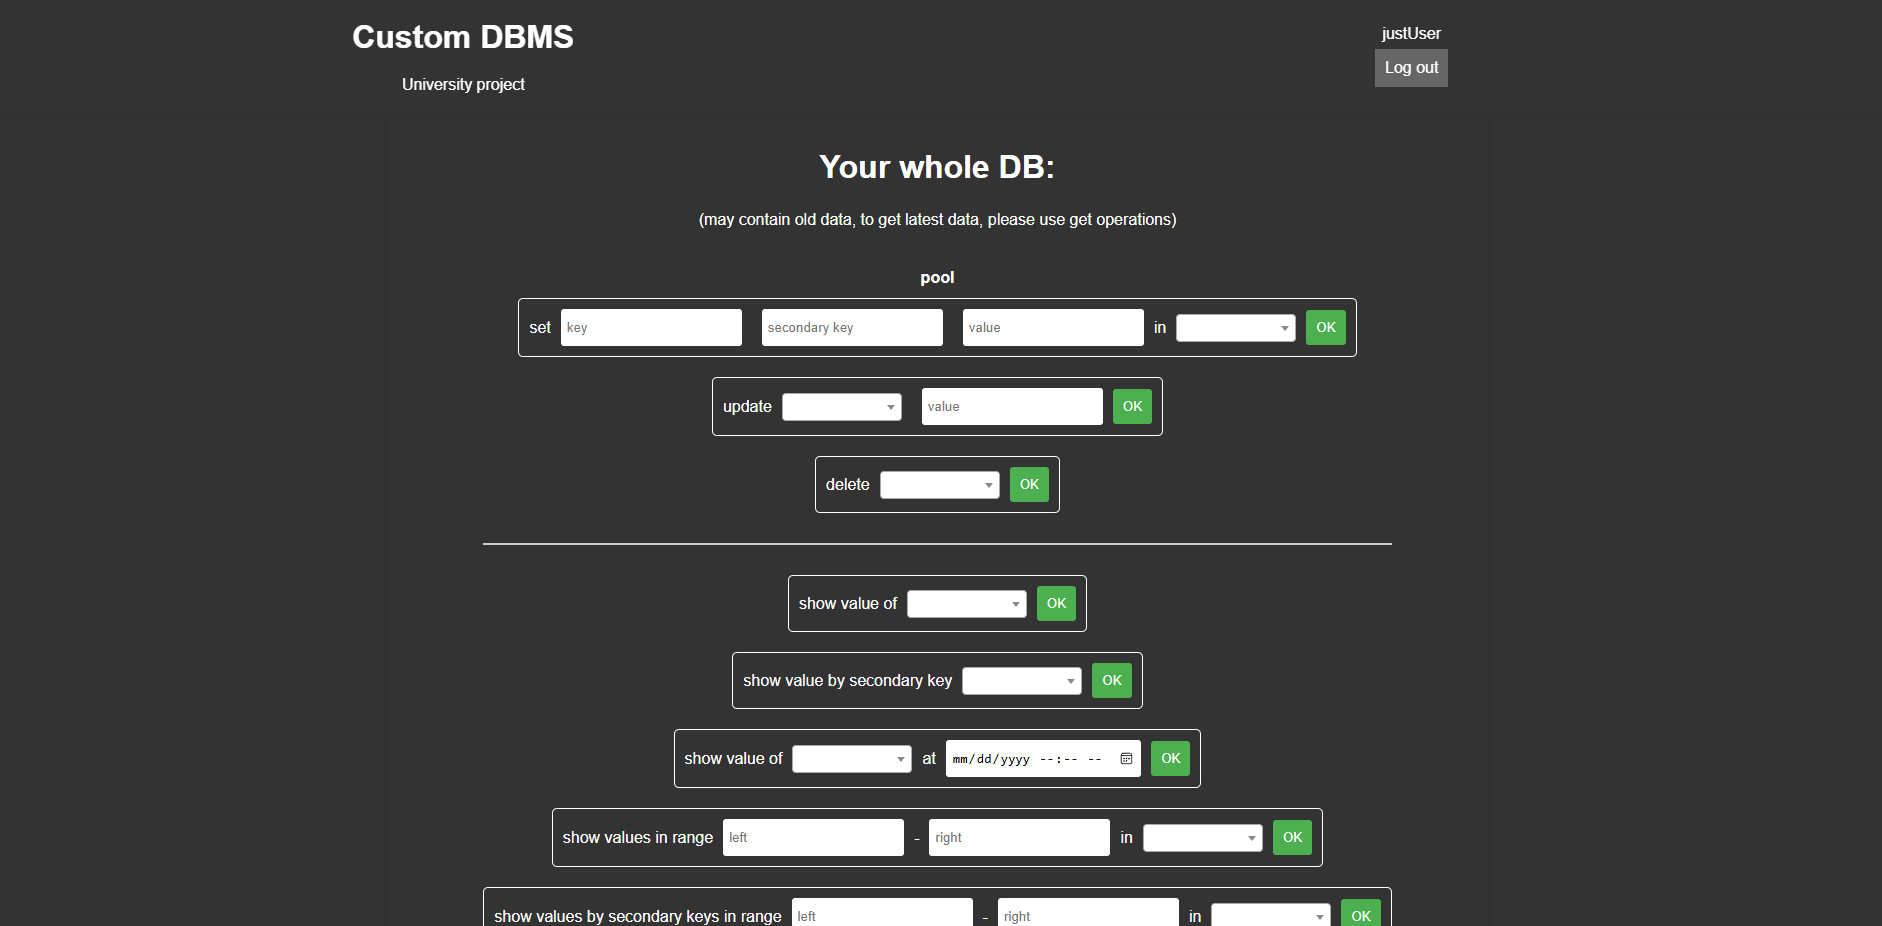 Custom DBMS
University project
justUser
Log out
Your whole DB:
(may contain old data, to get latest data, please use get operations)
pool
set key secondary key value in OK
update value OK
delete OK
show value of OK
show value by secondary key OK
show value of at mm/dd/yyyy --:-- -- OK
show values in range left - right in OK
show values by secondary keys in range left - right in OK